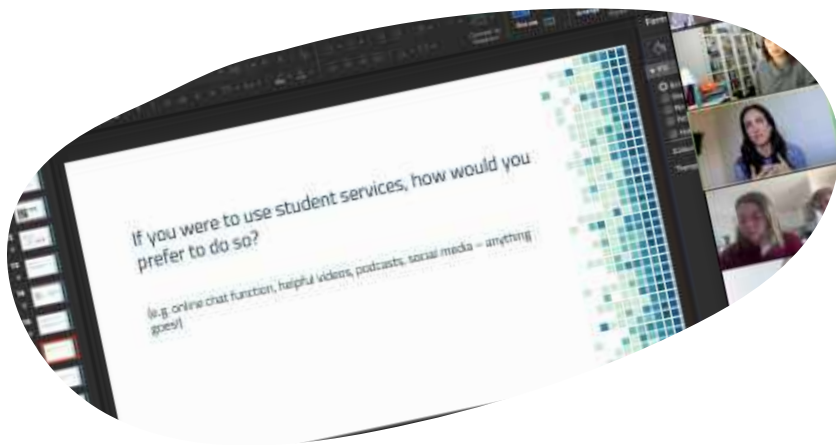 If you were to use student services, how would you
prefer to do so?
(e.g. online chat function, helpful videos, podcasts, social media – anything
goes!)